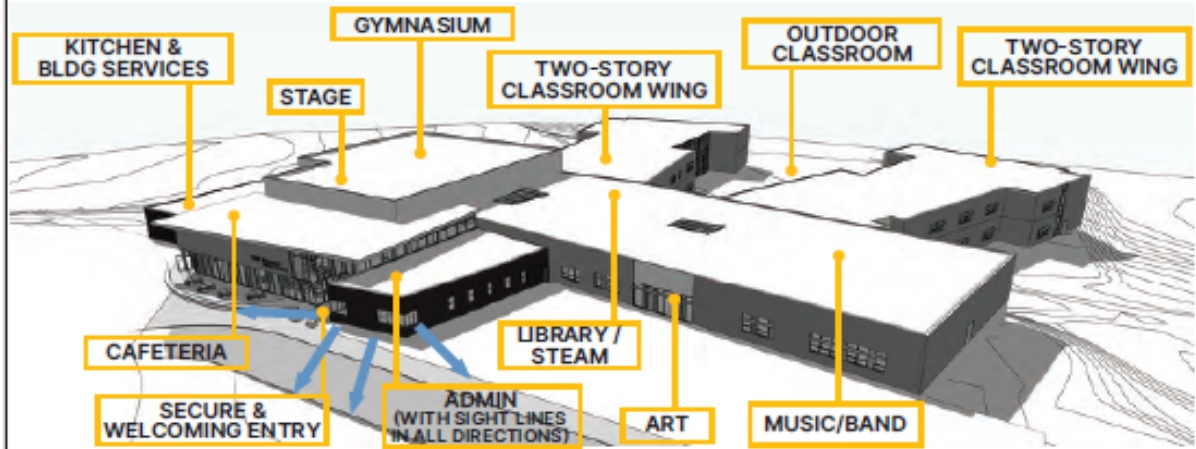 GYMNASIUM
KITCHEN &
BLDG SERVICES
OUTDOOR
CLASSROOM
TWO-STORY
CLASSROOM WING
TWO-STORY
CLASSROOM WING
STAGE
CAFETERIA
LIBRARY /
STEAM
SECURE &
WELCOMING ENTRY
ADMIN
(WITH SIGHT LINES
IN ALL DIRECTIONS)
ART
MUSIC/BAND